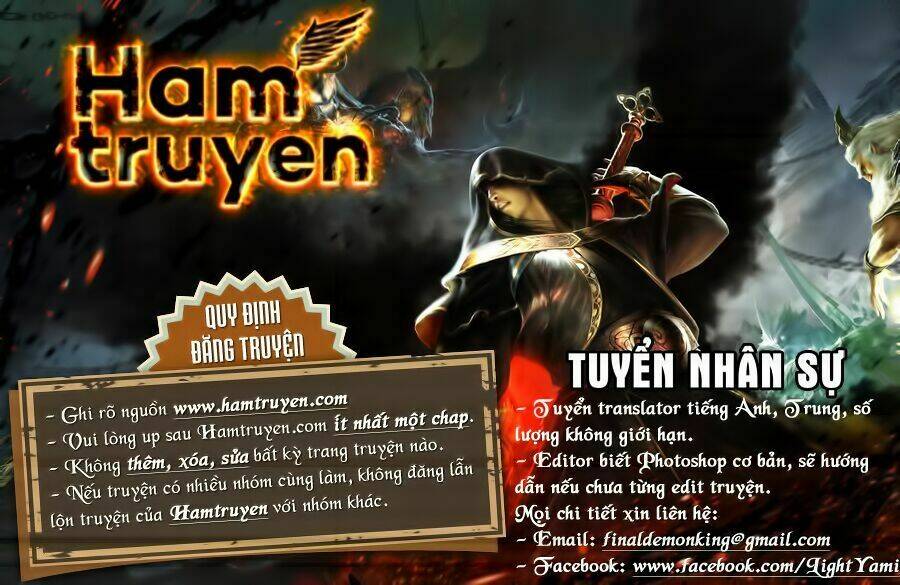 Ham
truyen
QUY ĐỊNH
ĐĂNG TRUYỆN
- Ghi rõ nguồn www.hamtruyen.com
- Vui lòng up sau Hamtruyen.com ít nhất một chap.
- Không thêm, xóa, sửa bất kỳ trang truyện nào.
- Nếu truyện có nhiều nhóm cùng làm, không đăng lẫn
lộn truyện của Hamtruyen với nhóm khác.
TUYỂN NHÂN SỰ
- Tuyển translator tiếng Anh, Trung, số
lượng không giới hạn.
- Editor biết Photoshop cơ bản, sẽ hướng
dẫn nếu chưa từng edit truyện.
Mọi chi tiết xin liên hệ:
- Email: finaldemonking@gmail.com
- Facebook: www.facebook.com/LightYami